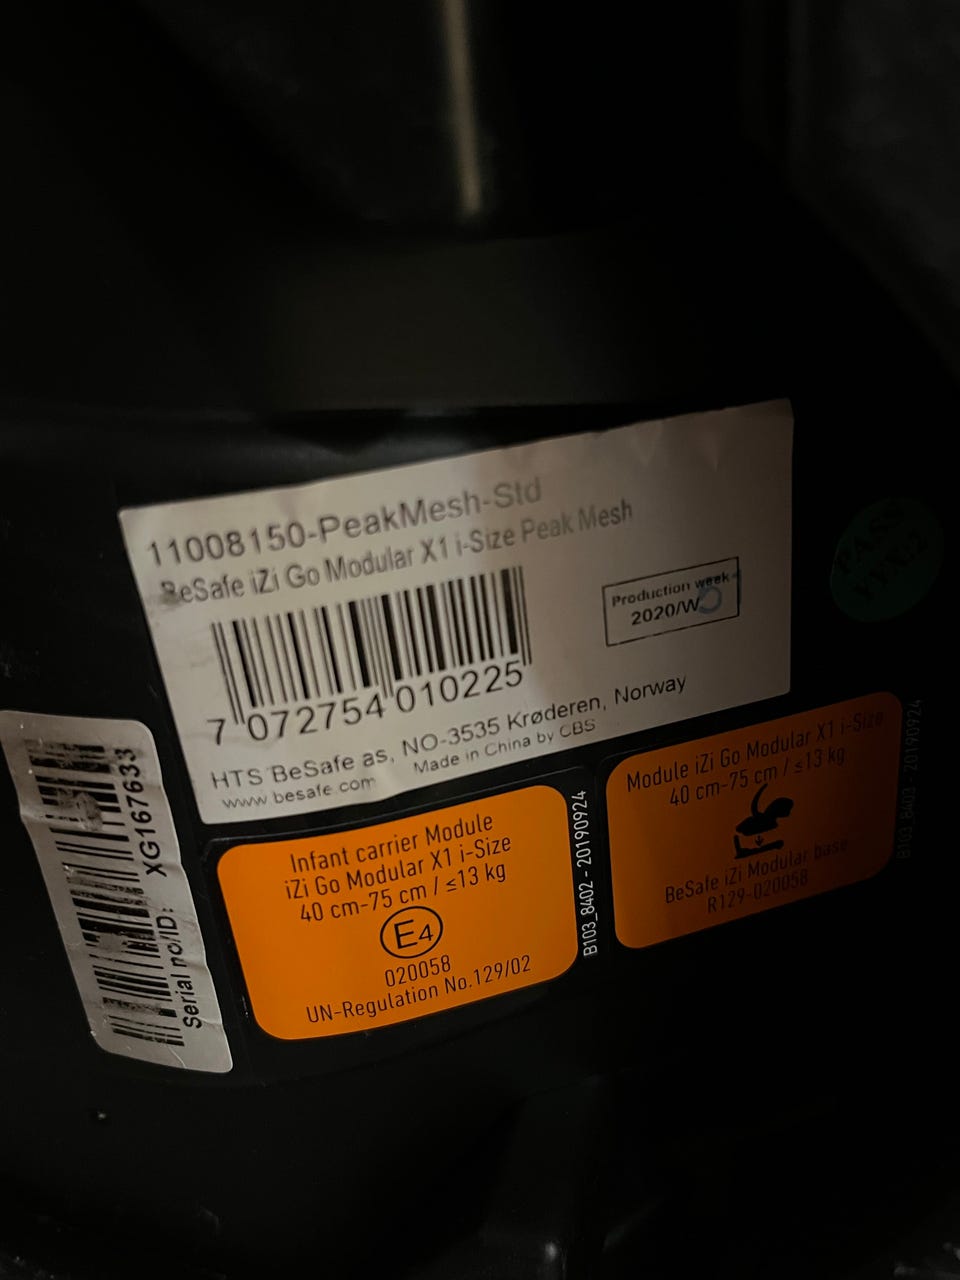 11008150-PeakMesh-Std
BeSafe iZi Go Modular X1 i-Size Peak Mesh
Production week
2020/W
7 072754 010225
HTS BeSafe as, NO-3535 Krøderen, Norway
www.besafe.com
Made in China by CBS
Serial no/ID: XG167633
Infant carrier Module
iZi Go Modular X1 i-Size
40 cm-75 cm / ≤13 kg
E4
020058
UN-Regulation No.129/02
B103_8402 - 20190924
Module iZi Go Modular X1 i-Size
40 cm-75 cm / ≤13 kg
BeSafe iZi Modular base
R129-020058
B103_8403 - 20190924
PASS